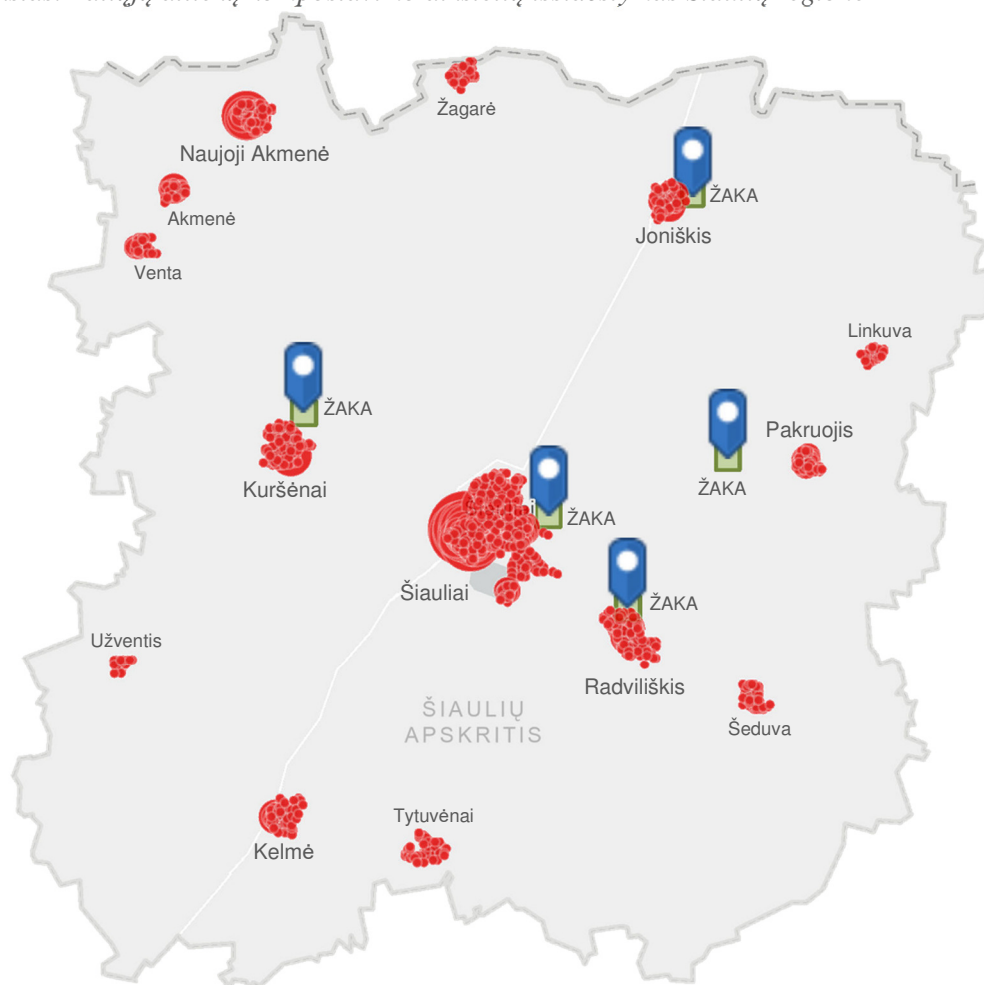 Žagarė
Naujoji Akmenė
ŽAKA
Akmenė
Joniškis
Venta
Linkuva
ŽAKA
Pakruojis
Kuršėnai
ŽAKA
ŽAKA
Šiauliai
ŽAKA
Užventis
Radviliškis
ŠIAULIŲ
APSKRITIS
Šeduva
Tytuvėnai
Kelmė